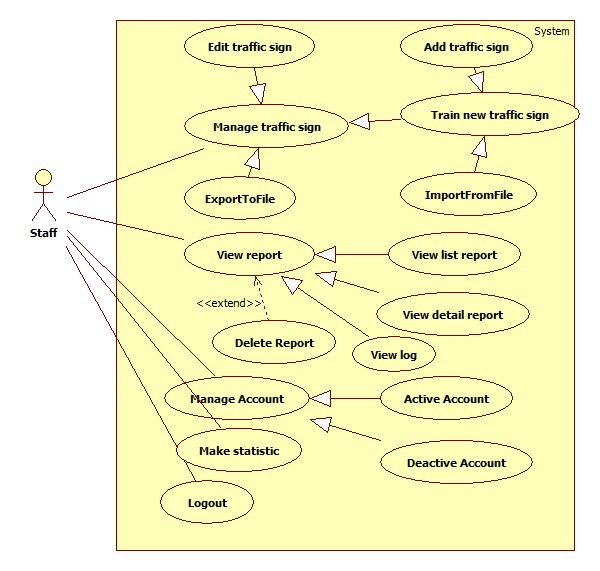 System
Edit traffic sign
Add traffic sign
Manage traffic sign
Train new traffic sign
ExportToFile
ImportFromFile
Staff
View report
View list report
<<extend>>
View detail report
Delete Report
View log
Manage Account
Active Account
Make statistic
Deactive Account
Logout